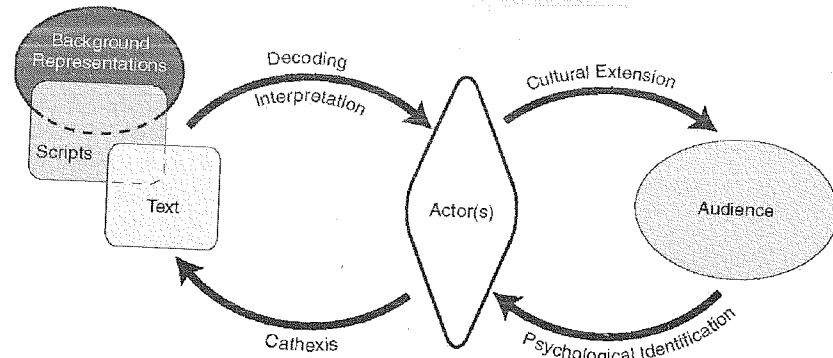 Background
Representations
Scripts
Text
Decoding
Interpretation
Cathexis
Actor(s)
Cultural Extension
Audience
Psychological Identification